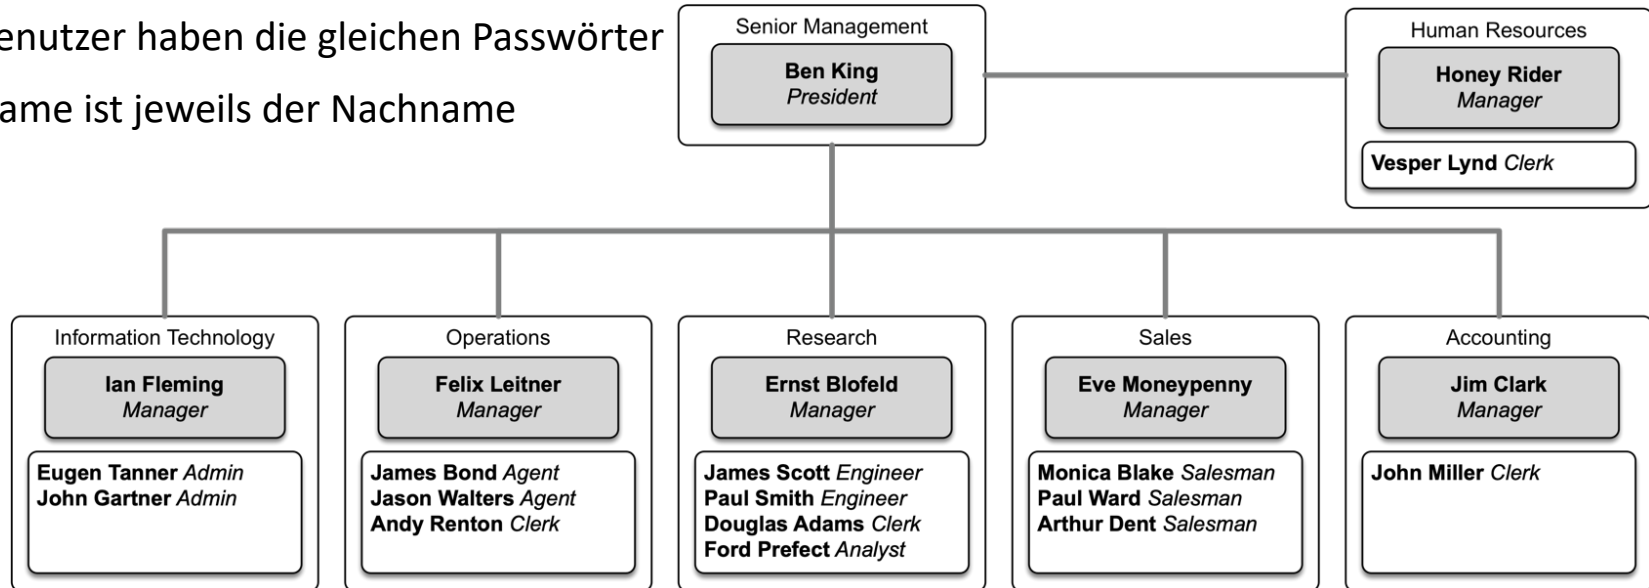 enutzer haben die gleichen Passwörter
ame ist jeweils der Nachname
Senior Management
Ben King
President
Human Resources
Honey Rider
Manager
Vesper Lynd Clerk
Information Technology
Ian Fleming
Manager
Eugen Tanner Admin
John Gartner Admin
Operations
Felix Leitner
Manager
James Bond Agent
Jason Walters Agent
Andy Renton Clerk
Research
Ernst Blofeld
Manager
James Scott Engineer
Paul Smith Engineer
Douglas Adams Clerk
Ford Prefect Analyst
Sales
Eve Moneypenny
Manager
Monica Blake Salesman
Paul Ward Salesman
Arthur Dent Salesman
Accounting
Jim Clark
Manager
John Miller Clerk